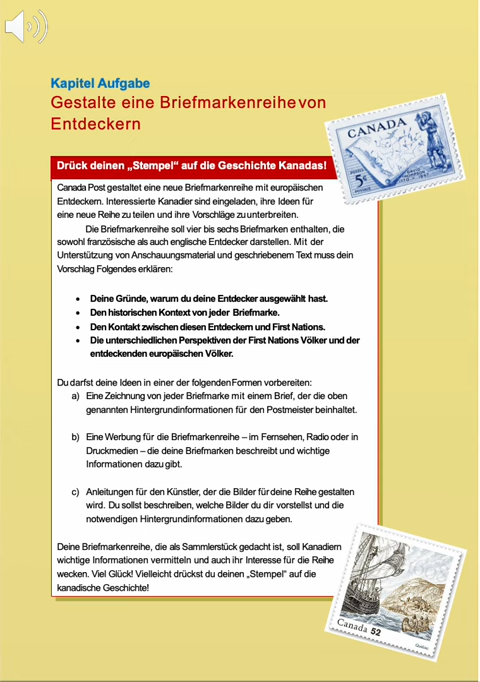 Kapitel Aufgabe
Gestalte eine Briefmarkenreihe von
Entdeckern
CANADA
5¢
POSTES
POSTAGE
Drück deinen „Stempel“ auf die Geschichte Kanadas!
Canada Post gestaltet eine neue Briefmarkenreihe mit europäischen
Entdeckern. Interessierte Kanadier sind eingeladen, ihre Ideen für
eine neue Reihe zu teilen und ihre Vorschläge zu unterbreiten.
Die Briefmarkenreihe soll vier bis sechs Briefmarken enthalten, die
sowohl französische als auch englische Entdecker darstellen. Mit der
Unterstützung von Anschauungsmaterial und geschriebenem Text muss dein
Vorschlag Folgendes erklären:
• Deine Gründe, warum du deine Entdecker ausgewählt hast.
• Den historischen Kontext von jeder Briefmarke.
• Den Kontakt zwischen diesen Entdeckern und First Nations.
• Die unterschiedlichen Perspektiven der First Nations Völker und der
entdeckenden europäischen Völker.
Du darfst deine Ideen in einer der folgenden Formen vorbereiten:
a) Eine Zeichnung von jeder Briefmarke mit einem Brief, der die oben
genannten Hintergrundinformationen für den Postmeister beinhaltet.
b) Eine Werbung für die Briefmarkenreihe – im Fernsehen, Radio oder in
Druckmedien – die deine Briefmarken beschreibt und wichtige
Informationen dazu gibt.
c) Anleitungen für den Künstler, der die Bilder für deine Reihe gestalten
wird. Du sollst beschreiben, welche Bilder du dir vorstellst und die
notwendigen Hintergrundinformationen dazu geben.
Deine Briefmarkenreihe, die als Sammlerstück gedacht ist, soll Kanadiern
wichtige Informationen vermitteln und auch ihr Interesse für die Reihe
wecken. Viel Glück! Vielleicht drückst du deinen „Stempel“ auf die
kanadische Geschichte!
Canada 52
Québec